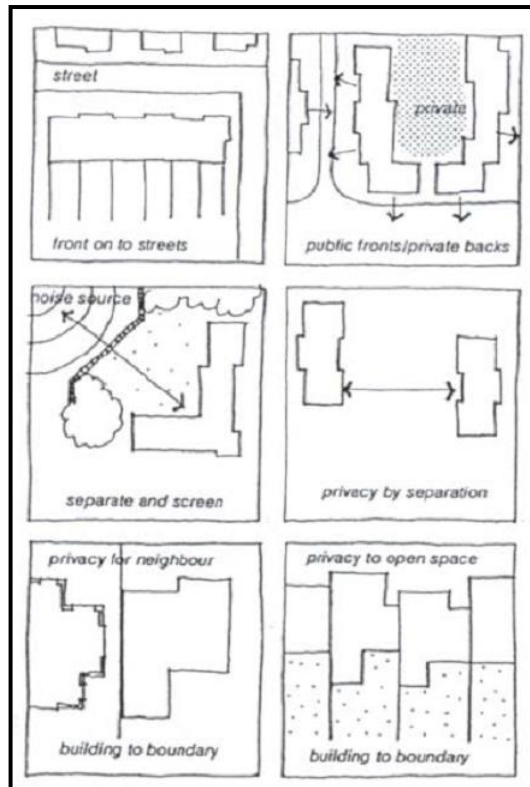 street
front on to streets
private
public fronts/private backs
noise source
separate and screen
privacy by separation
privacy for neighbour
building to boundary
privacy to open space
building to boundary